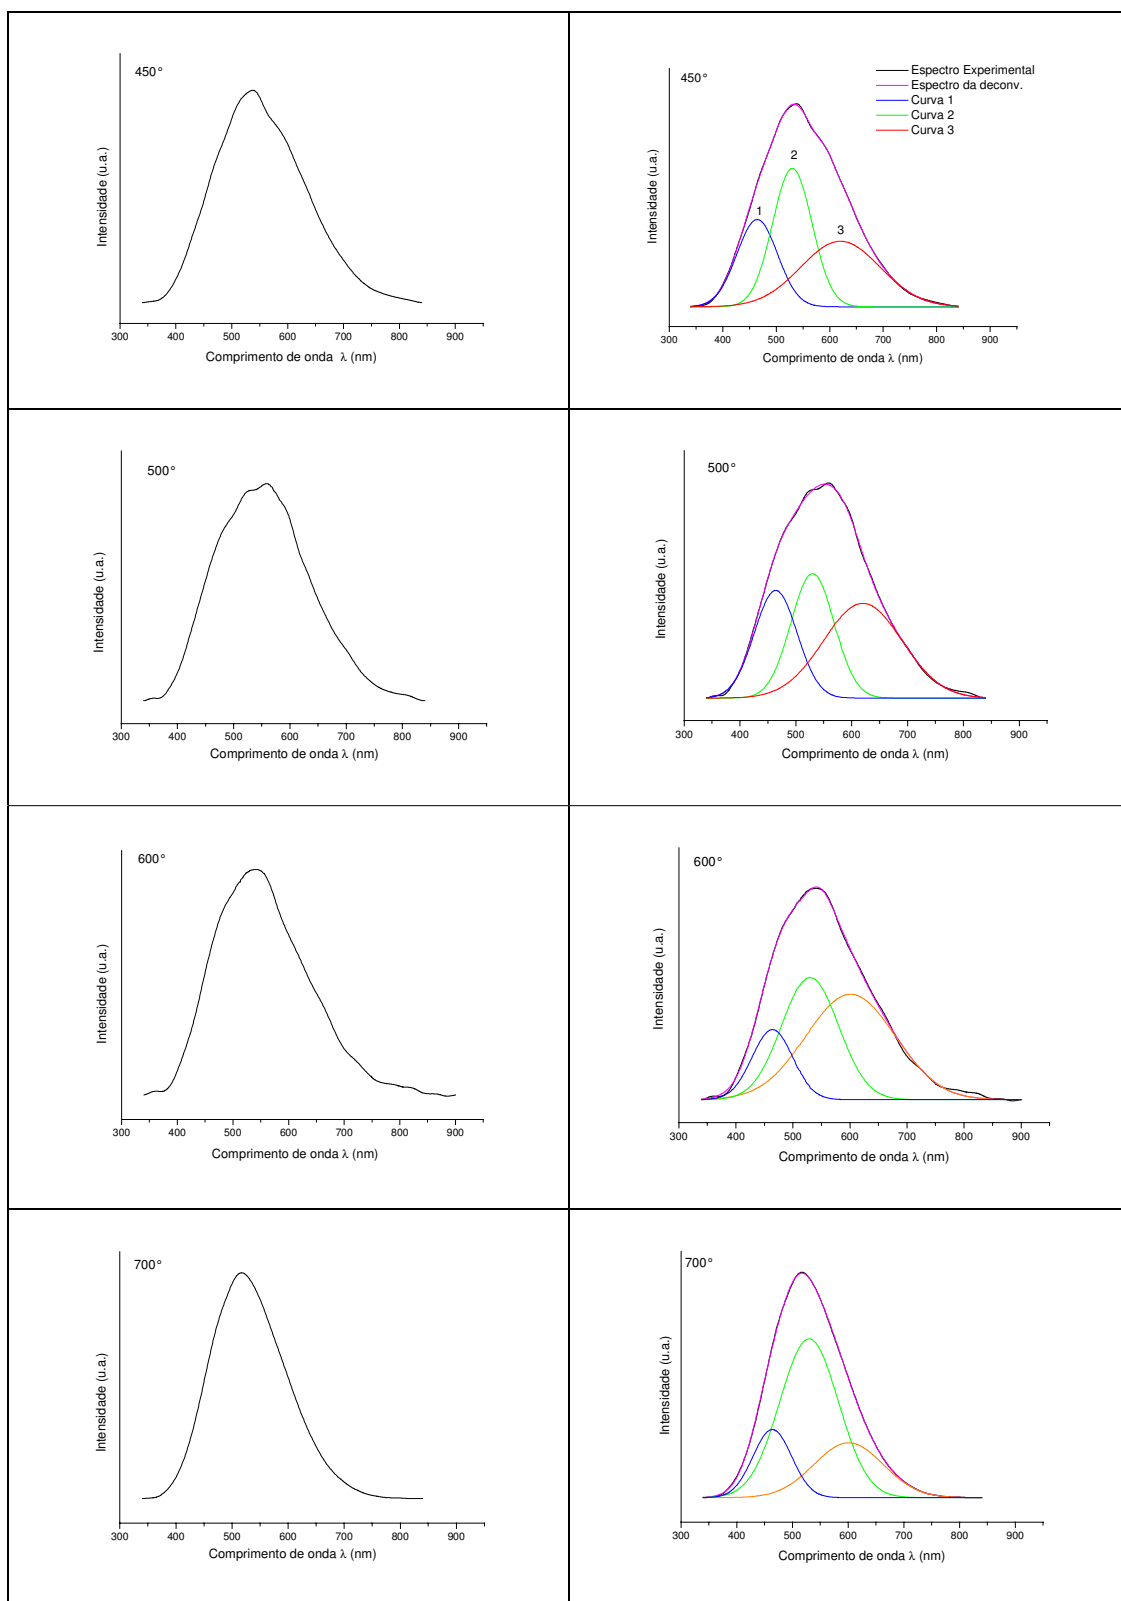 450°
Intensidade (u.a.)
300 400 500 600 700 800 900
Comprimento de onda λ (nm)
450°
Espectro Experimental
Espectro da deconv.
Curva 1
Curva 2
Curva 3
2
1
3
Intensidade (u.a.)
300 400 500 600 700 800 900
Comprimento de onda λ (nm)
500°
Intensidade (u.a.)
300 400 500 600 700 800 900
Comprimento de onda λ (nm)
500°
Intensidade (u.a.)
300 400 500 600 700 800 900
Comprimento de onda λ (nm)
600°
Intensidade (u.a.)
300 400 500 600 700 800 900
Comprimento de onda λ (nm)
600°
Intensidade (u.a.)
300 400 500 600 700 800 900
Comprimento de onda λ (nm)
700°
Intensidade (u.a.)
300 400 500 600 700 800 900
Comprimento de onda λ (nm)
700°
Intensidade (u.a.)
300 400 500 600 700 800 900
Comprimento de onda λ (nm)